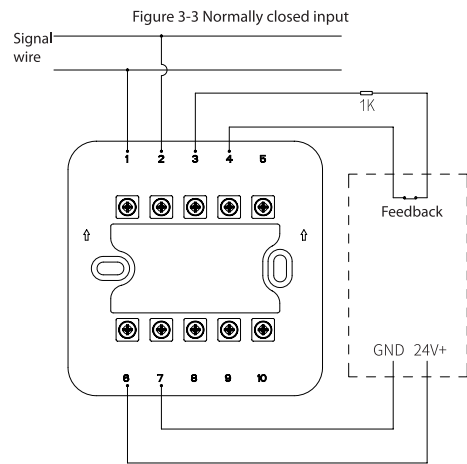 Figure 3-3 Normally closed input
Signal
wire
1K
1 2 3 4 5
Feedback
GND 24V+
6 7 8 9 10